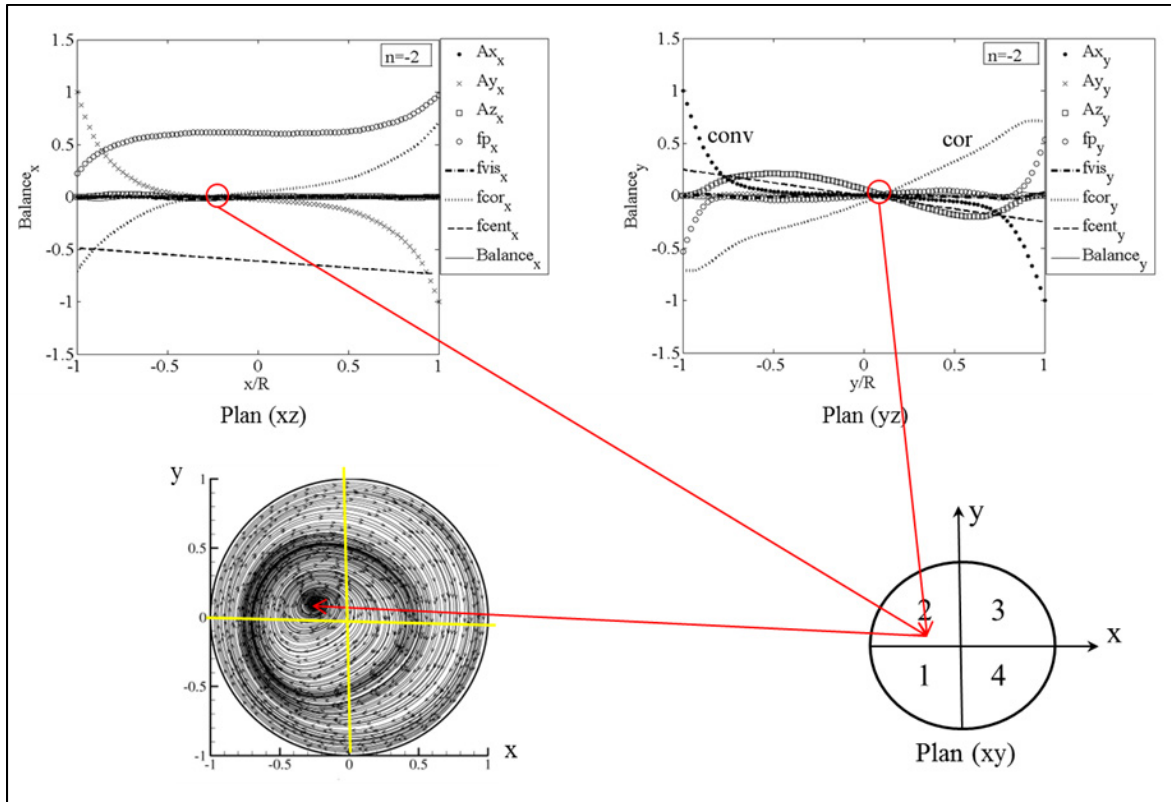 1.5
1
0.5
0
-0.5
-1
-1.5
-1
-0.5
0
0.5
1
Balance_x
x/R
n=-2
Ax_x
Ay_x
Az_x
fp_x
fvis_x
fcor_x
fcent_x
Balance_x
Plan (xz)
1.5
1
0.5
0
-0.5
-1
-1.5
-1
-0.5
0
0.5
1
Balance_y
y/R
n=-2
conv
cor
Ax_y
Ay_y
Az_y
fp_y
fvis_y
fcor_y
fcent_y
Balance_y
Plan (yz)
y
1
0.5
0
-0.5
-1
-1
-0.5
0
0.5
1
x
y
2
3
x
1
4
Plan (xy)